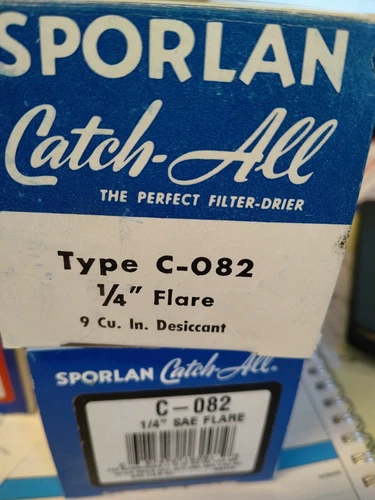 SPORLAN
Catch-All
THE PERFECT FILTER-DRIER
Type C-082
1/4" Flare
9 Cu. In. Desiccant
SPORLAN Catch-All®
C-082
1/4" SAE FLARE